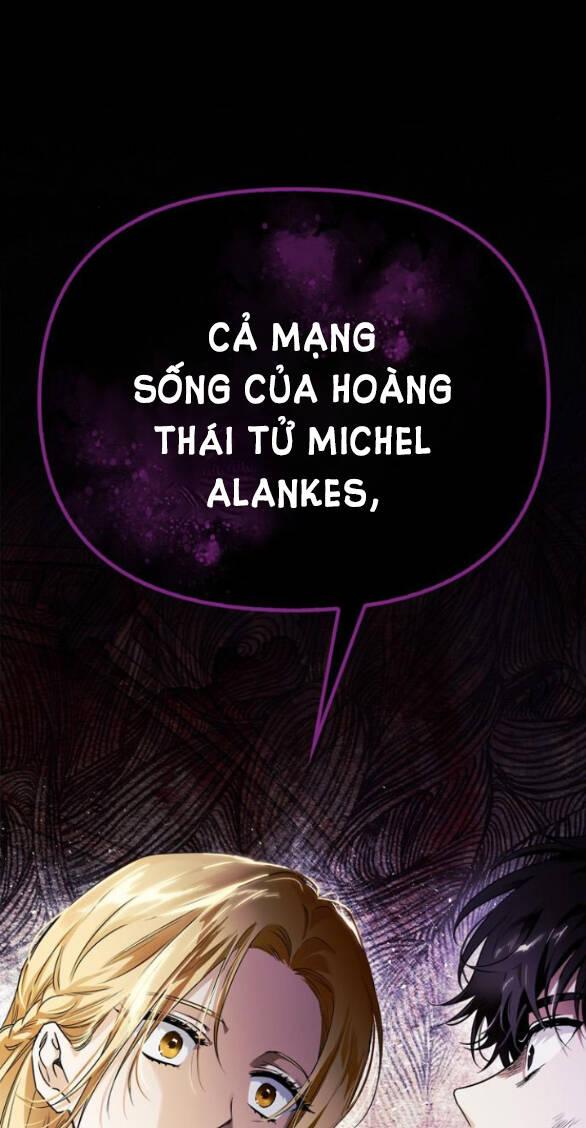 CẢ MẠNG
SỐNG CỦA HOÀNG
THÁI TỬ MICHEL
ALANKES,